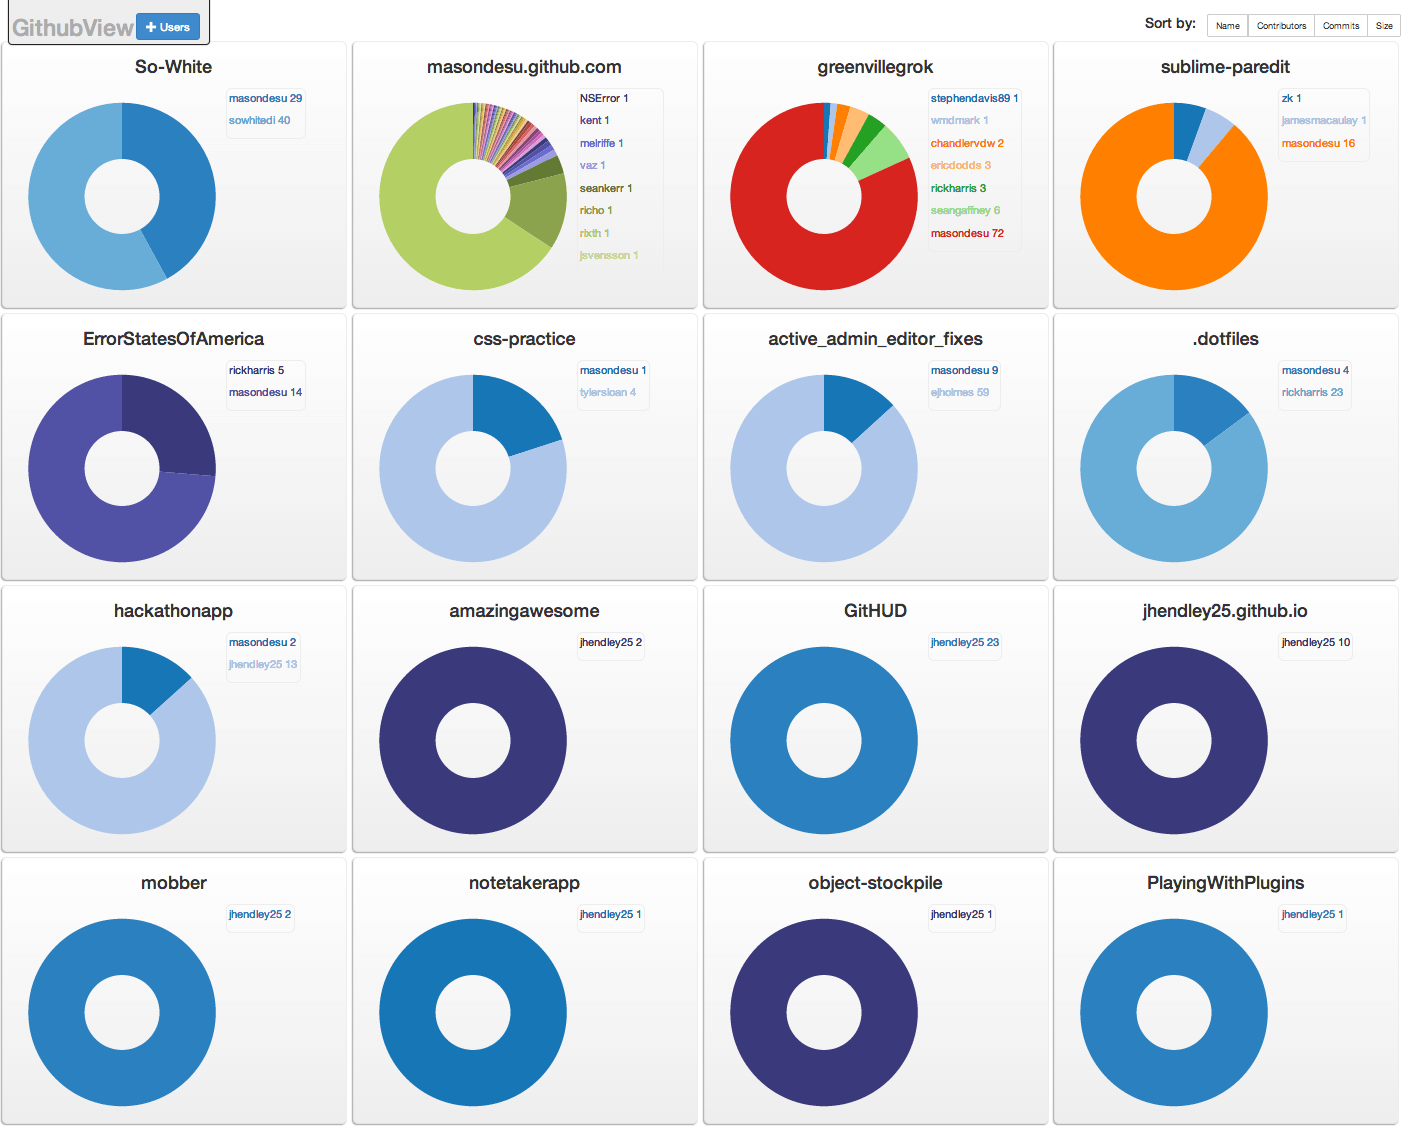 GithubView
+ Users
Sort by:
Name
Contributors
Commits
Size
So-White
masondesu 29
sowhitedi 40
masondesu.github.com
NSError 1
kent 1
melriffe 1
vaz 1
seankerr 1
richo 1
rixth 1
jsvensson 1
greenvillegrok
stephendavis89 1
wmdmark 1
chandlervdw 2
ericdodds 3
rickharris 3
seangaffney 6
masondesu 72
sublime-paredit
zk 1
jamesmacaulay 1
masondesu 16
ErrorStatesOfAmerica
rickharris 5
masondesu 14
css-practice
masondesu 1
tylersloan 4
active_admin_editor_fixes
masondesu 9
ejholmes 59
.dotfiles
masondesu 4
rickharris 23
hackathonapp
masondesu 2
jhendley25 13
amazingawesome
jhendley25 2
GitHUD
jhendley25 23
jhendley25.github.io
jhendley25 10
mobber
jhendley25 2
notetakerapp
jhendley25 1
object-stockpile
jhendley25 1
PlayingWithPlugins
jhendley25 1